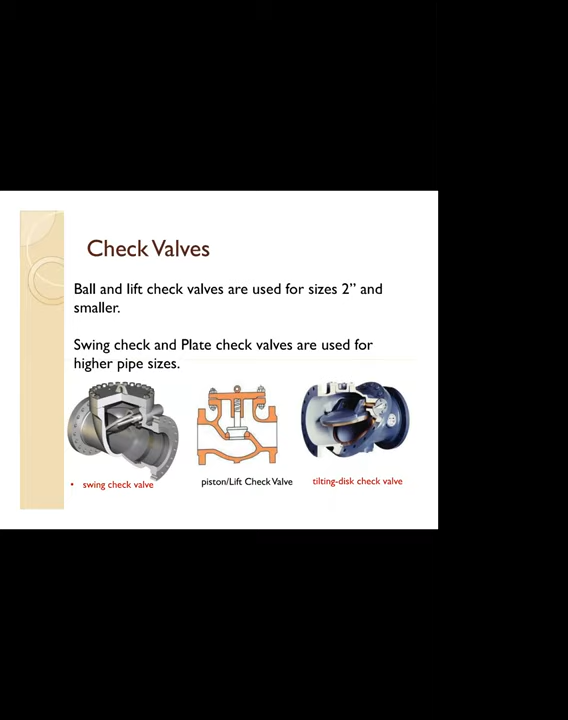 Check Valves
Ball and lift check valves are used for sizes 2” and
smaller.
Swing check and Plate check valves are used for
higher pipe sizes.
• swing check valve
piston/Lift Check Valve
tilting-disk check valve